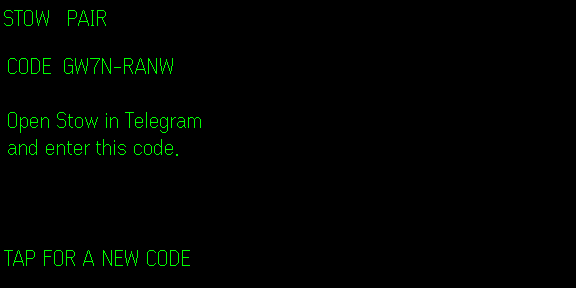 STOW PAIR
CODE GW7N-RANW
Open Stow in Telegram
and enter this code.
TAP FOR A NEW CODE